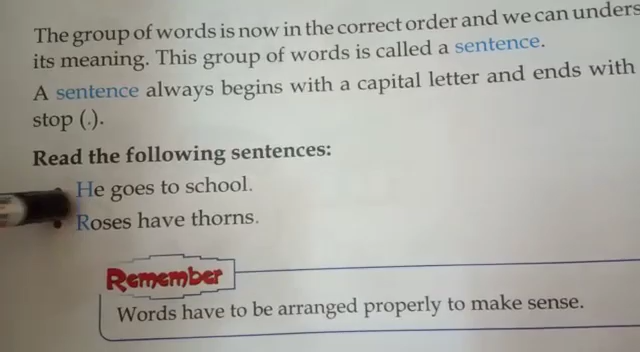 The group of words is now in the correct order and we can unders
its meaning. This group of words is called a sentence.
A sentence always begins with a capital letter and ends with
stop (.).
Read the following sentences:
He goes to school.
• Roses have thorns.
Remember
Words have to be arranged properly to make sense.